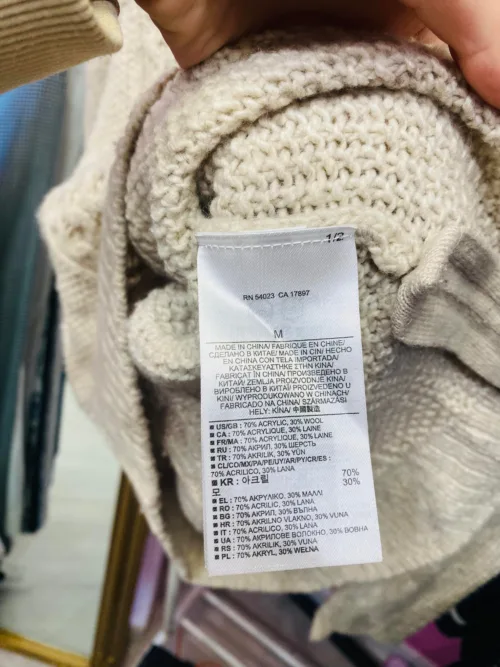 1/2
RN 54023 CA 17897
M
MADE IN CHINA/ FABRIQUE EN CHINE/
СДЕЛАНО В КИТАЕ/ MADE IN CIN/ HECHO
EN CHINA CON TELA IMPORTADA/
ΚΑΤΑΣΚΕΥΑΣΤΗΚΕ ΣΤΗΝ ΚΙΝΑ/
FABRICAT ÎN CHINA/ ПРОИЗВЕДЕНО В
КИТАЙ/ ZEMLJA PROIZVODNJE KINA/
ВИРОБЛЕНО В КИТАЇ/ PROIZVEDENO U
KINI/ WYPRODUKOWANO W CHINACH/
FABRICADO NA CHINA/ SZÁRMAZÁSI
HELY: KÍNA/ 中國製造
US/GB : 70% ACRYLIC, 30% WOOL
CA : 70% ACRYLIQUE, 30% LAINE
FR/MA : 70% ACRYLIQUE, 30% LAINE
RU : 70% АКРИЛ, 30% ШЕРСТЬ
TR : 70% AKRILIK, 30% YÜN
CL/CO/MX/PA/PE/UY/AR/PY/CR/ES :
70% ACRILICO, 30% LANA
KR : 아크릴 70%
모 30%
EL : 70% ΑΚΡΥΛΙΚΟ, 30% ΜΑΛΛΙ
RO : 70% ACRILIC, 30% LANA
BG : 70% АКРИЛ, 30% ВЪЛНА
HR : 70% AKRILNO VLAKNO, 30% VUNA
IT : 70% ACRILICO, 30% LANA
UA : 70% АКРИЛОВЕ ВОЛОКНО, 30% ВОВНА
RS : 70% AKRILIK, 30% VUNA
PL : 70% AKRYL, 30% WEŁNA